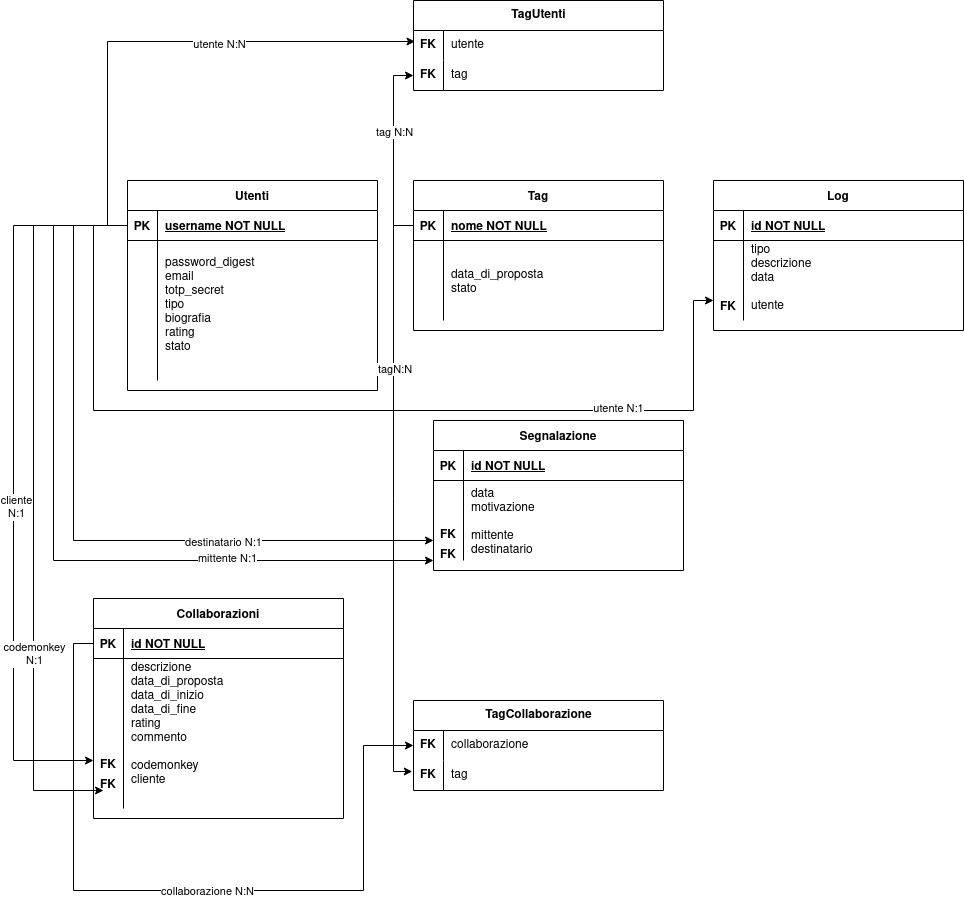 TagUtenti
FK utente
FK tag
utente N:N
tag N:N
Utenti
PK username NOT NULL
password_digest
email
totp_secret
tipo
biografia
rating
stato
Tag
PK nome NOT NULL
data_di_proposta
stato
Log
PK id NOT NULL
tipo
descrizione
data
FK utente
tagN:N
utente N:1
Segnalazione
PK id NOT NULL
data
motivazione
FK mittente
FK destinatario
cliente
N:1
destinatario N:1
mittente N:1
codemonkey
N:1
Collaborazioni
PK id NOT NULL
descrizione
data_di_proposta
data_di_inizio
data_di_fine
rating
commento
FK codemonkey
FK cliente
TagCollaborazione
FK collaborazione
FK tag
collaborazione N:N